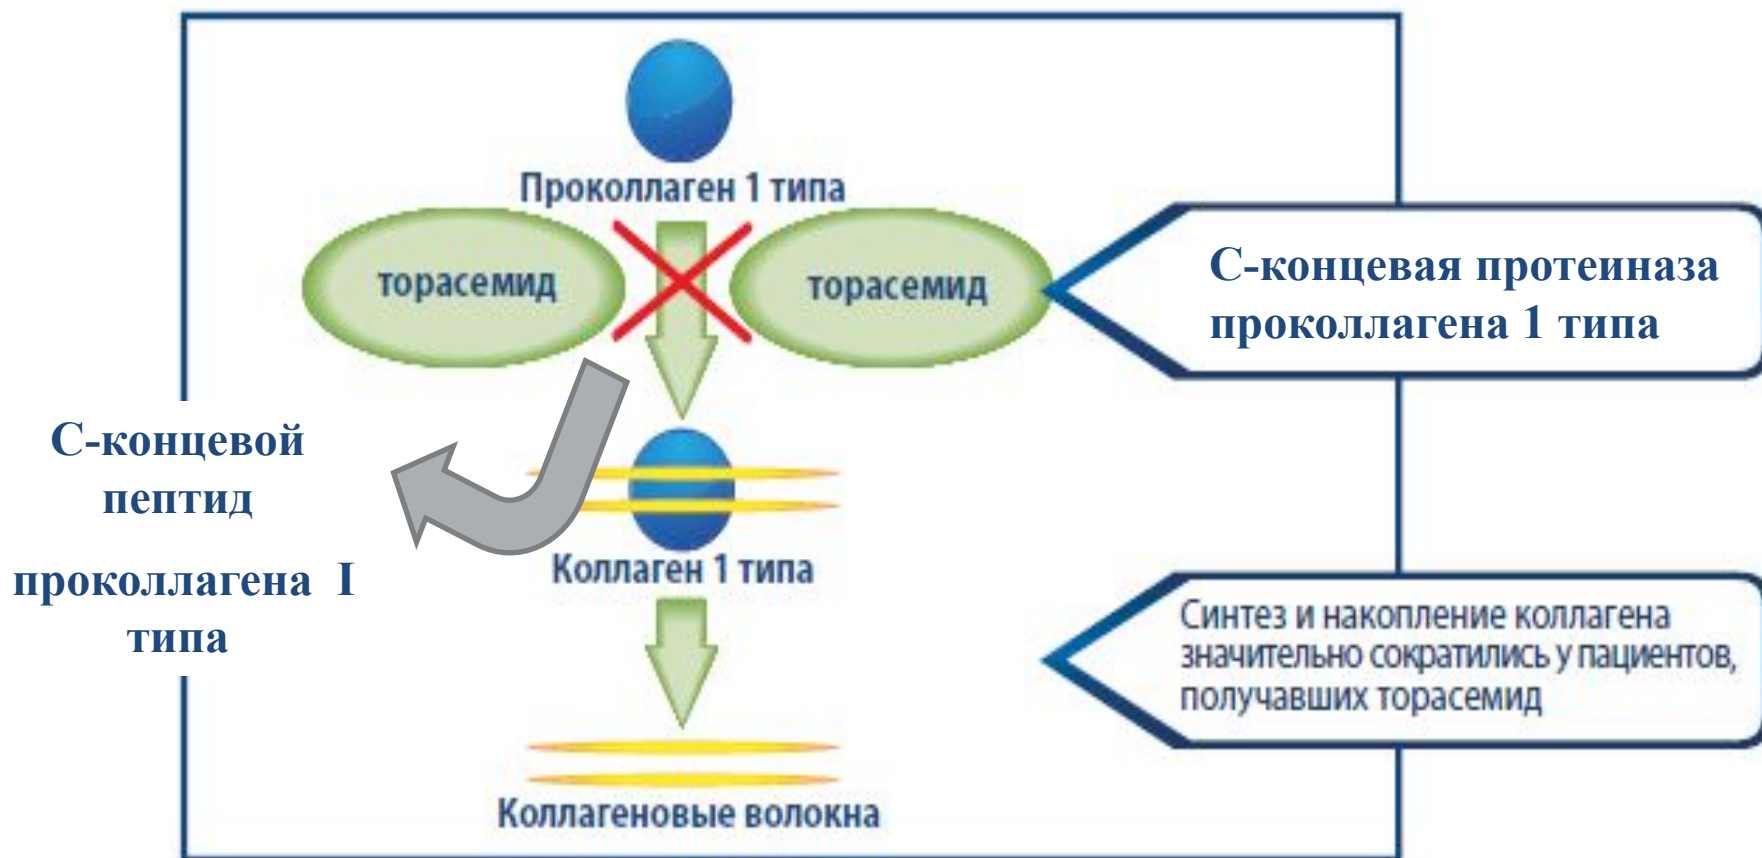 Проколлаген 1 типа
торасемид
торасемид
С-концевая протеиназа
проколлагена 1 типа
С-концевой
пептид
проколлагена I
типа
Коллаген 1 типа
Синтез и накопление коллагена
значительно сократились у пациентов,
получавших торасемид
Коллагеновые волокна